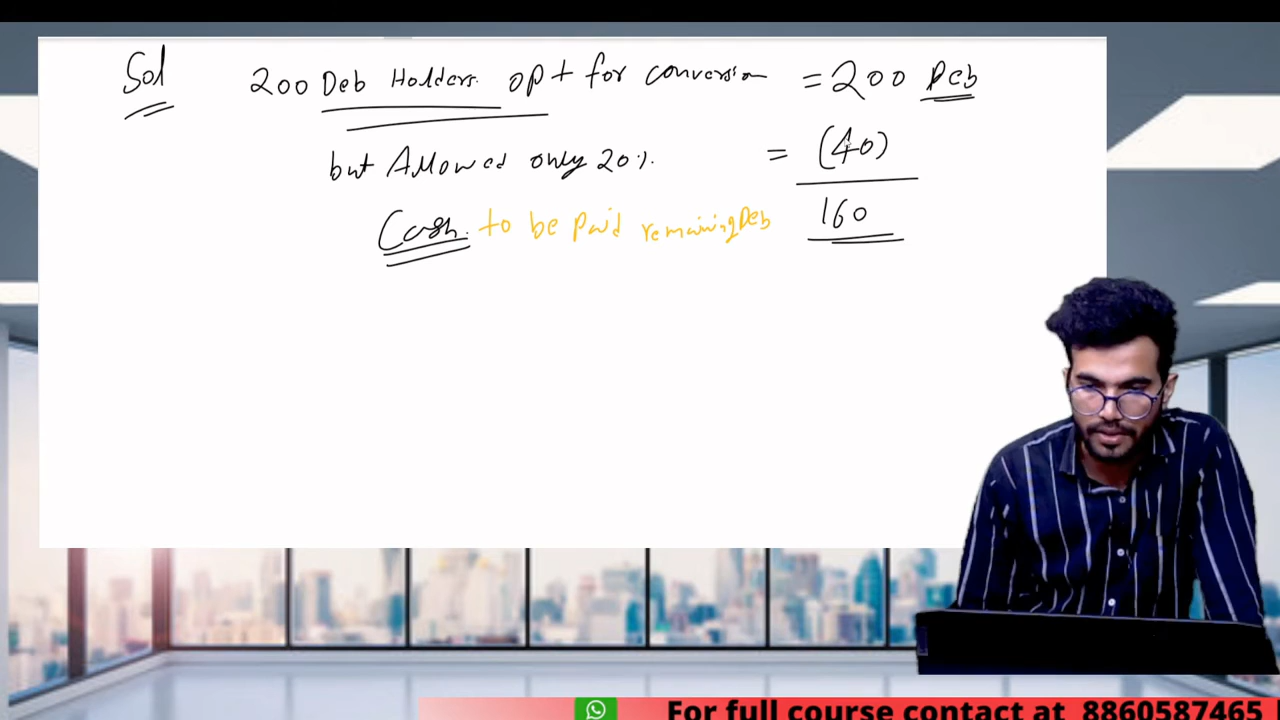 Sol 200 Deb Holders opt for conversion = 200 Deb
but Allowed only 20% = (40)
Cash to be paid remaining Deb 160
For full course contact at 8860587465